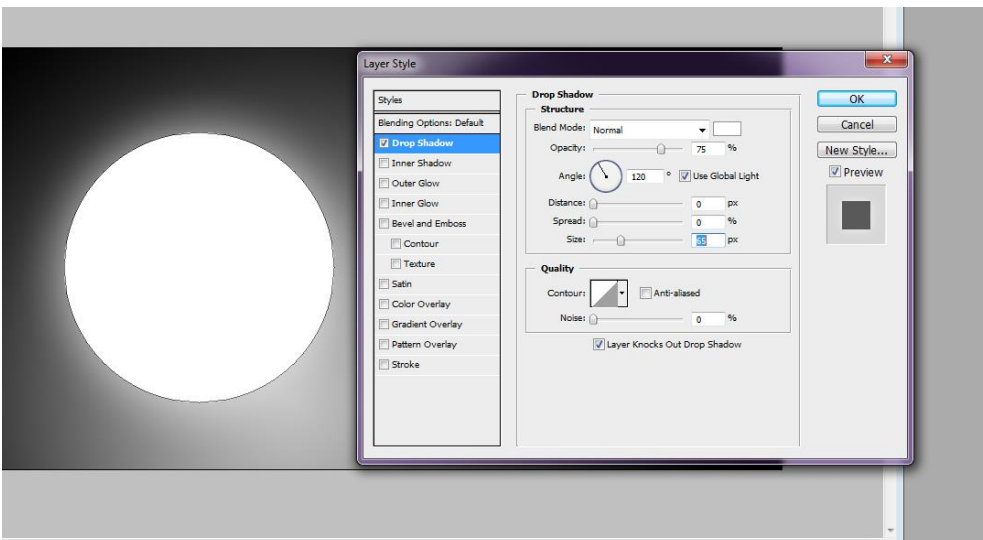 Layer Style
Styles
Blending Options: Default
Drop Shadow
Inner Shadow
Outer Glow
Inner Glow
Bevel and Emboss
Contour
Texture
Satin
Color Overlay
Gradient Overlay
Pattern Overlay
Stroke
Drop Shadow
Structure
Blend Mode: Normal
Opacity: 75 %
Angle: 120 ° Use Global Light
Distance: 0 px
Spread: 0 %
Size: 65 px
Quality
Contour: Anti-aliased
Noise: 0 %
Layer Knocks Out Drop Shadow
OK
Cancel
New Style...
Preview